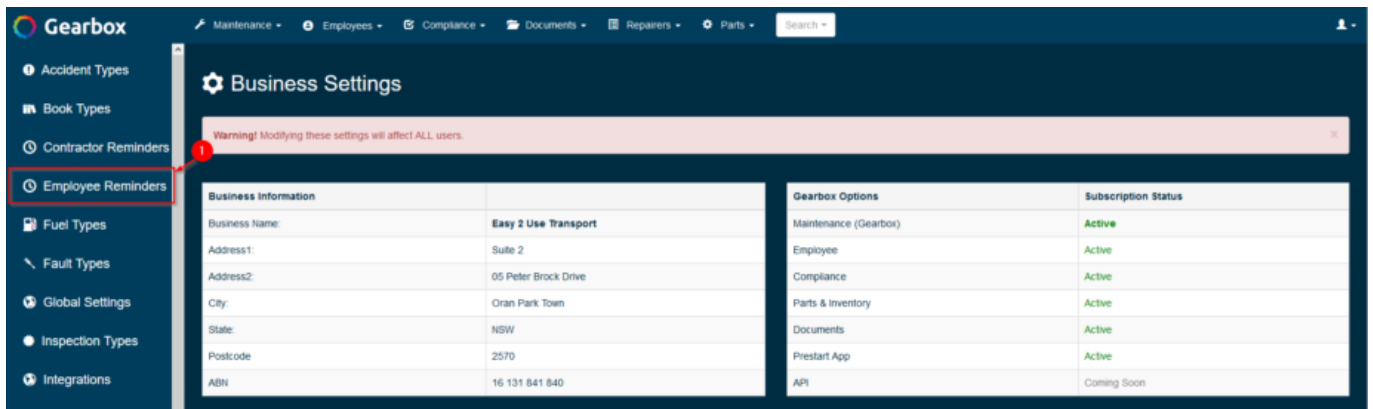 Gearbox
Maintenance
Employees
Compliance
Documents
Repairers
Parts
Search
Accident Types
Book Types
Contractor Reminders
Employee Reminders
Fuel Types
Fault Types
Global Settings
Inspection Types
Integrations
1
Business Settings
Warning! Modifying these settings will affect ALL users.
×
Business Information
Business Name: Easy 2 Use Transport
Address1: Suite 2
Address2: 05 Peter Brock Drive
City: Oran Park Town
State: NSW
Postcode 2570
ABN 16 131 841 840
Gearbox Options Subscription Status
Maintenance (Gearbox) Active
Employee Active
Compliance Active
Parts & Inventory Active
Documents Active
Prestart App Active
API Coming Soon